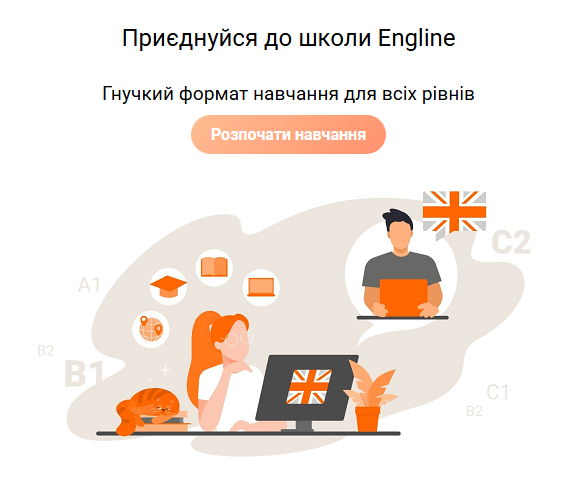 Приєднуйся до школи Engline
Гнучкий формат навчання для всіх рівнів
Розпочати навчання
C2
A1
B2
B1
C1
B2